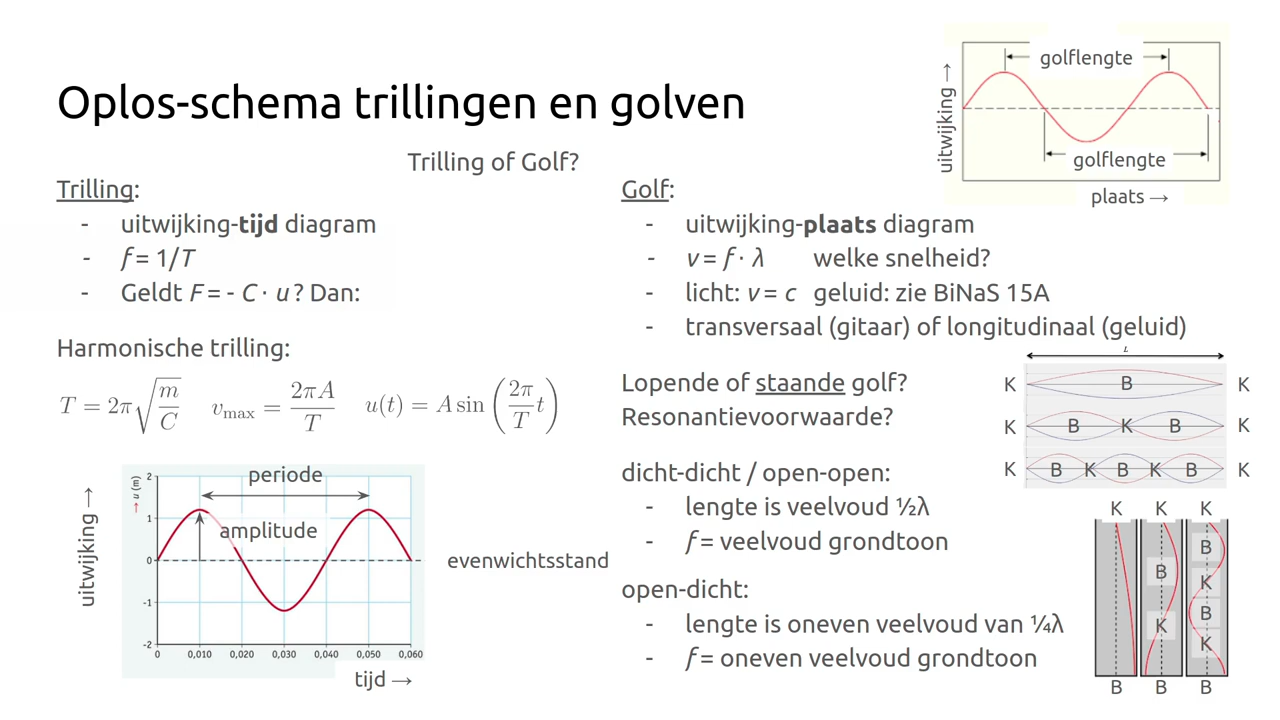 Oplos-schema trillingen en golven
Trilling of Golf?
Trilling:
- uitwijking-tijd diagram
- f = 1/T
- Geldt F = - C · u ? Dan:
Harmonische trilling:
T = 2π√(m/C)   v_max = 2πA/T   u(t) = A sin(2π/T t)
u (m)
2
1
0
-1
-2
0 0,010 0,020 0,030 0,040 0,050 0,060
periode
amplitude
uitwijking →
tijd →
evenwichtsstand
Golf:
- uitwijking-plaats diagram
- v = f · λ welke snelheid?
- licht: v = c geluid: zie BiNaS 15A
- transversaal (gitaar) of longitudinaal (geluid)
Lopende of staande golf?
Resonantievoorwaarde?
dicht-dicht / open-open:
- lengte is veelvoud ½λ
- f = veelvoud grondtoon
open-dicht:
- lengte is oneven veelvoud van ¼λ
- f = oneven veelvoud grondtoon
golflengte
golflengte
uitwijking →
plaats →
L
K B K
K B K B K
K B K B K B K
K K K
B
B
K
B
K
B
K
B B B